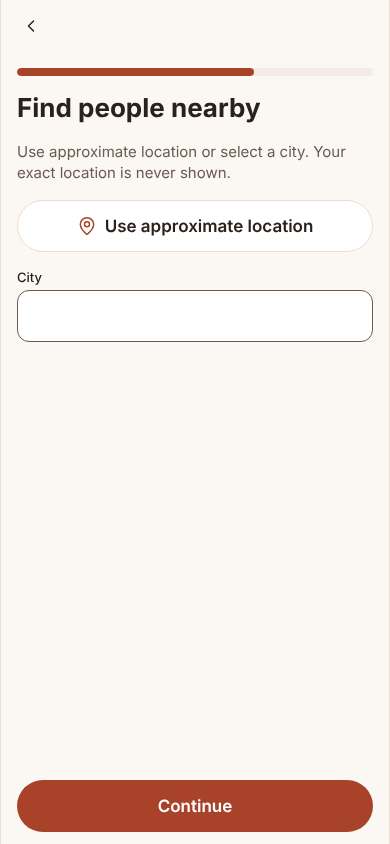 Find people nearby
Use approximate location or select a city. Your
exact location is never shown.
Use approximate location
City
Continue